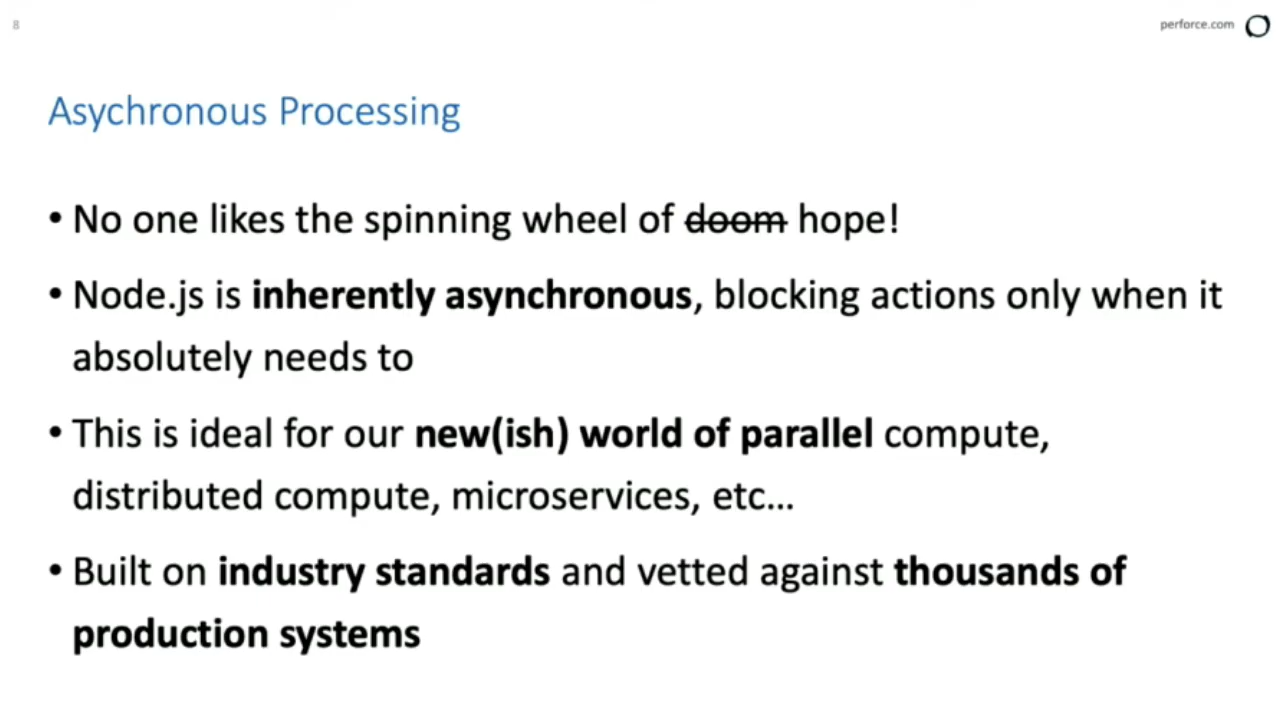 8
perforce.com
Asychronous Processing
• No one likes the spinning wheel of doom hope!
• Node.js is inherently asynchronous, blocking actions only when it
absolutely needs to
• This is ideal for our new(ish) world of parallel compute,
distributed compute, microservices, etc...
• Built on industry standards and vetted against thousands of
production systems